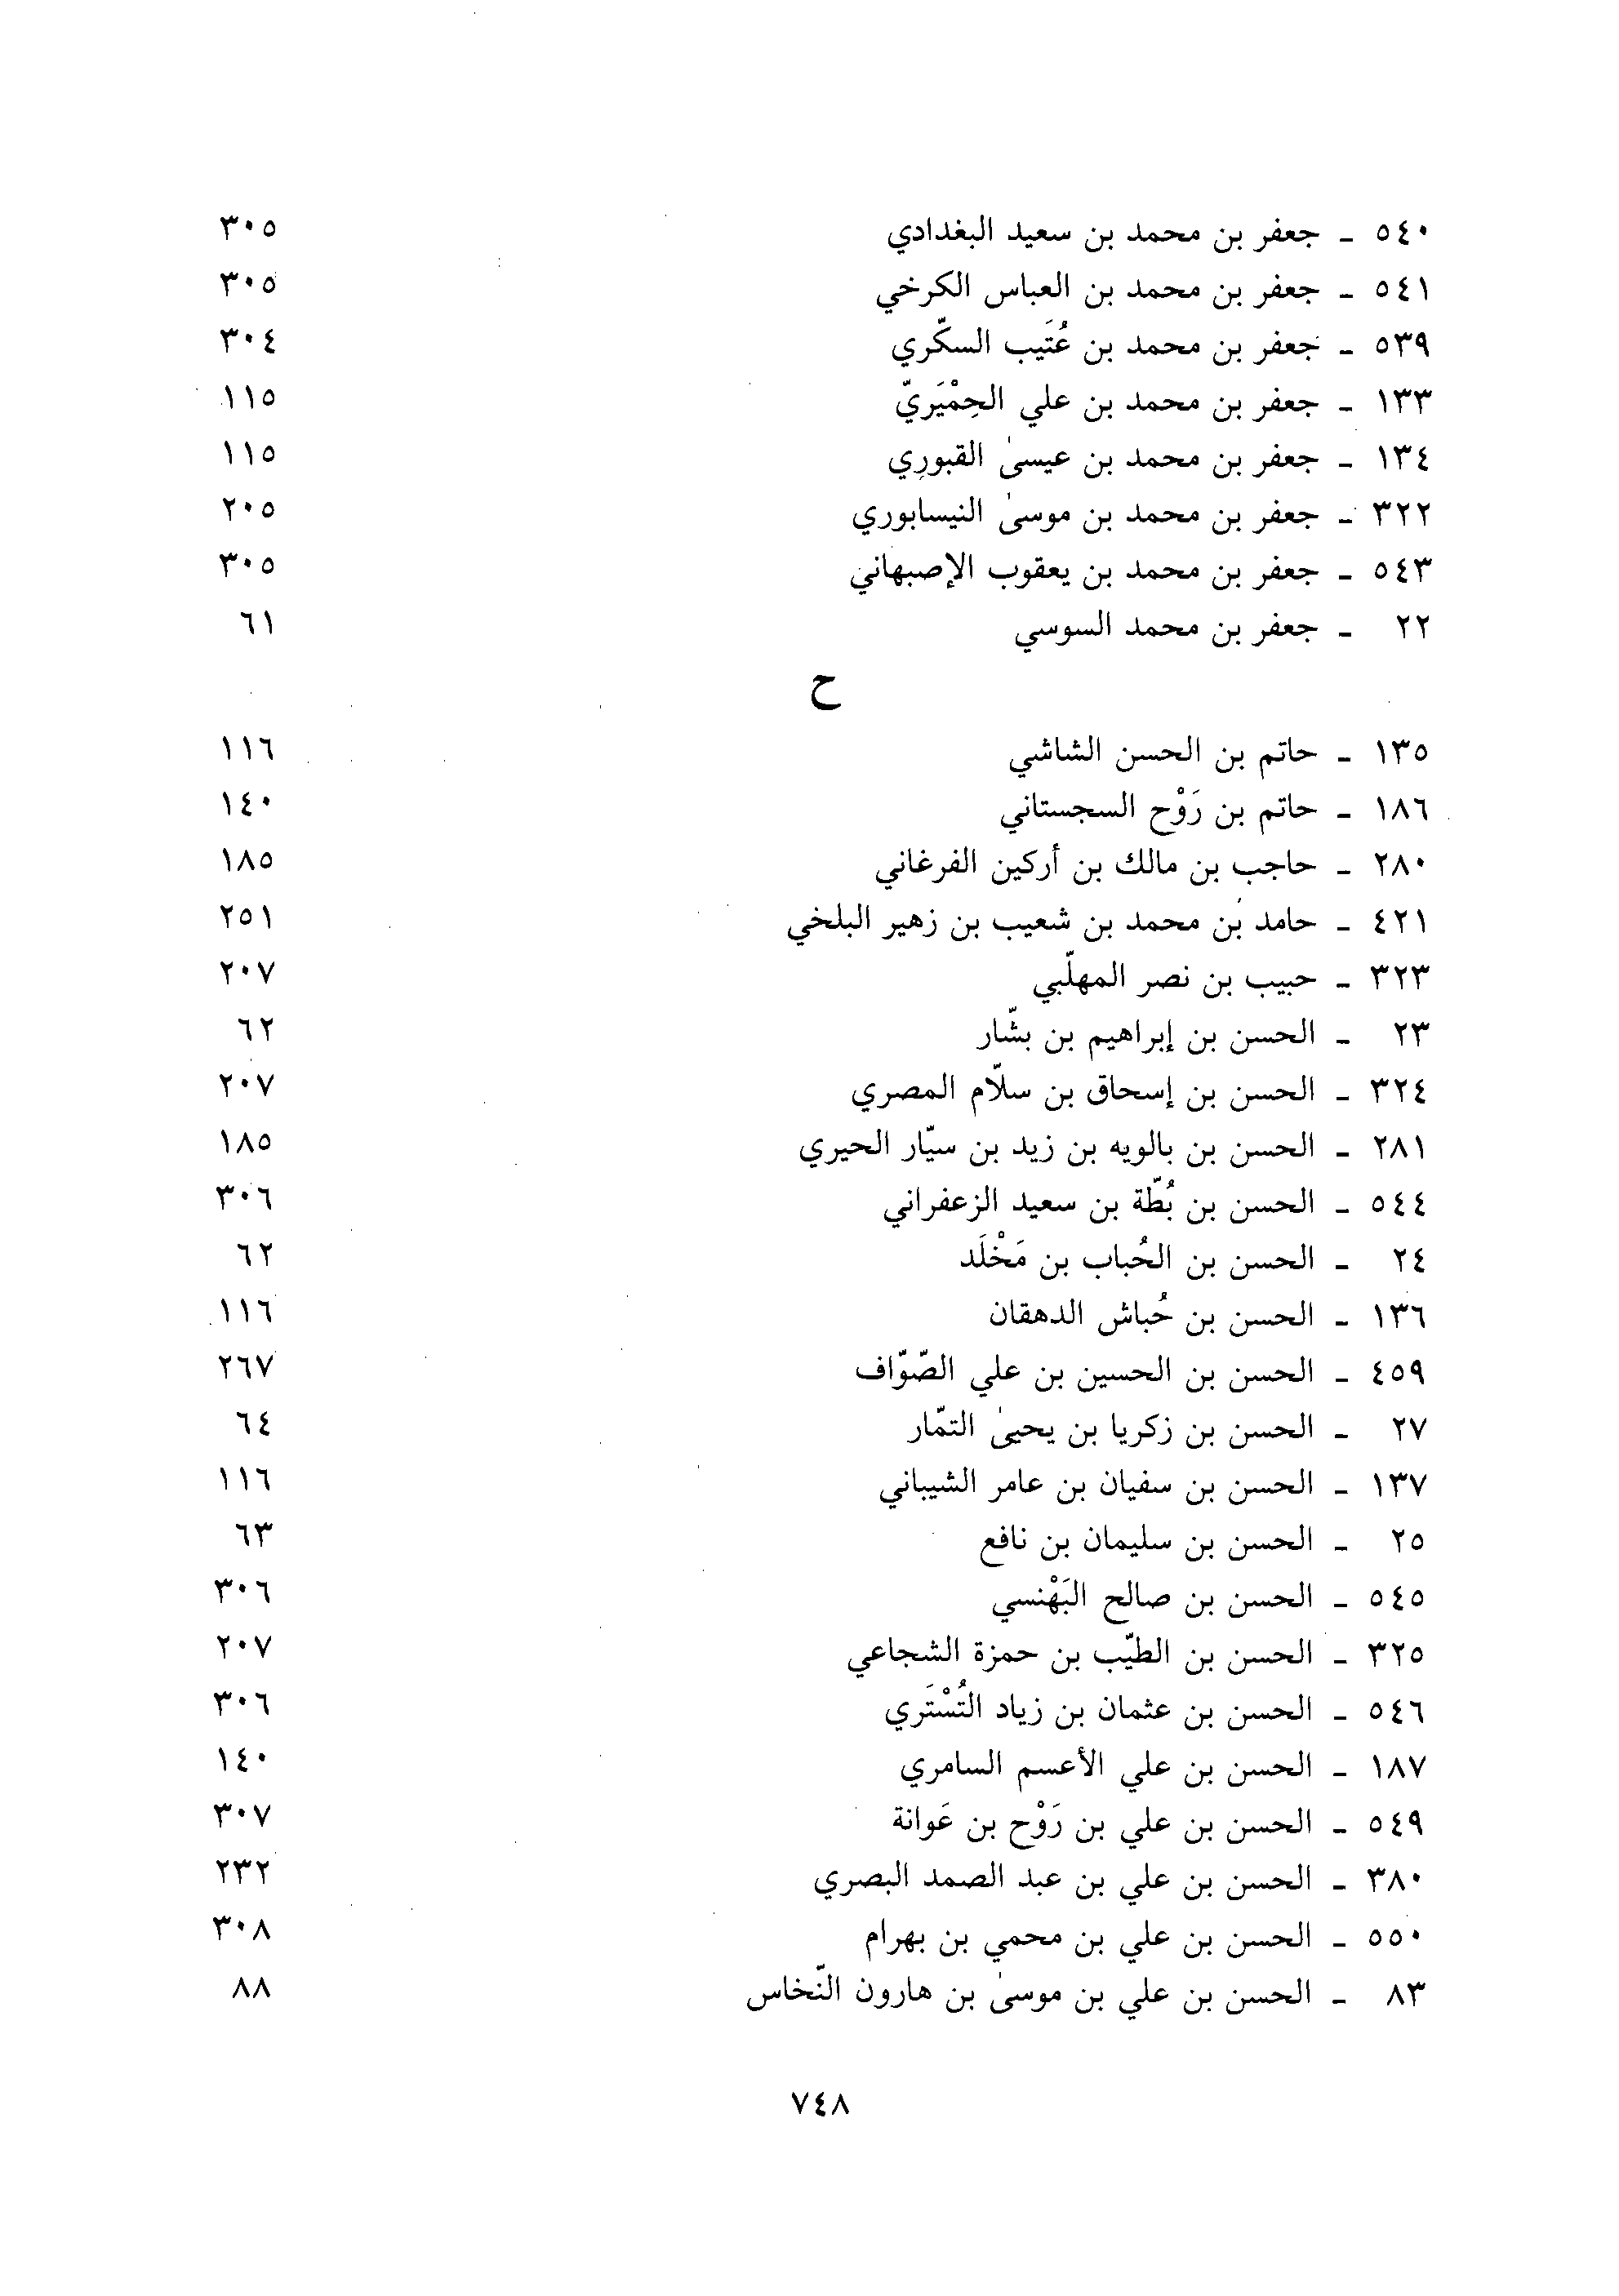 ٥٤٠ ـ جعفر بن محمد بن سعيد البغدادي ٣٠٥
٥٤١ ـ جعفر بن محمد بن العباس الكرخي ٣٠٥
٥٣٩ ـ جعفر بن محمد بن عُتَيب السكّري ٣٠٤
١٣٣ ـ جعفر بن محمد بن علي الحِمْيَريّ ١١٥
١٣٤ ـ جعفر بن محمد بن عيسىٰ القبوري ١١٥
٣٢٢ ـ جعفر بن محمد بن موسىٰ النيسابوري ٢٠٥
٥٤٣ ـ جعفر بن محمد بن يعقوب الإصبهاني ٣٠٥
٢٢ ـ جعفر بن محمد السوسي ٦١
ح
١٣٥ ـ حاتم بن الحسن الشاشي ١١٦
١٨٦ ـ حاتم بن رَوْح السجستاني ١٤٠
٢٨٠ ـ حاجب بن مالك بن أركين الفرغاني ١٨٥
٤٢١ ـ حامد بن محمد بن شعيب بن زهير البلخي ٢٥١
٣٢٣ ـ حبيب بن نصر المهلّبي ٢٠٧
٢٣ ـ الحسن بن إبراهيم بن بشّار ٦٢
٣٢٤ ـ الحسن بن إسحاق بن سلّام المصري ٢٠٧
٢٨١ ـ الحسن بن بالويه بن زيد بن سيّار الحيري ١٨٥
٥٤٤ ـ الحسن بن بُطّة بن سعيد الزعفراني ٣٠٦
٢٤ ـ الحسن بن الحُباب بن مَخْلَد ٦٢
١٣٦ ـ الحسن بن حُباش الدهقان ١١٦
٤٥٩ ـ الحسن بن الحسين بن علي الصّوّاف ٢٦٧
٢٧ ـ الحسن بن زكريا بن يحيىٰ التمّار ٦٤
١٣٧ ـ الحسن بن سفيان بن عامر الشيباني ١١٦
٢٥ ـ الحسن بن سليمان بن نافع ٦٣
٥٤٥ ـ الحسن بن صالح البَهْنسي ٣٠٦
٣٢٥ ـ الحسن بن الطيّب بن حمزة الشجاعي ٢٠٧
٥٤٦ ـ الحسن بن عثمان بن زياد التُسْتَري ٣٠٦
١٨٧ ـ الحسن بن علي الأعسم السامري ١٤٠
٥٤٩ ـ الحسن بن علي بن رَوْح بن عَوانة ٣٠٧
٣٨٠ ـ الحسن بن علي بن عبد الصمد البصري ٢٣٢
٥٥٠ ـ الحسن بن علي بن محمي بن بهرام ٣٠٨
٨٣ ـ الحسن بن علي بن موسىٰ بن هارون النّخاس ٨٨
٧٤٨